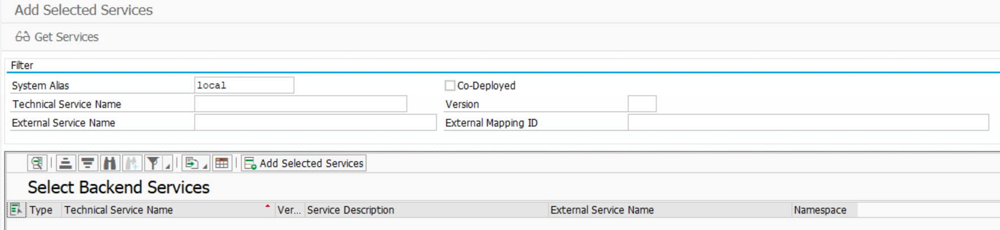 Add Selected Services
Get Services
Filter
System Alias local Co-Deployed
Technical Service Name Version
External Service Name External Mapping ID
Add Selected Services
Select Backend Services
Type Technical Service Name Ver... Service Description External Service Name Namespace